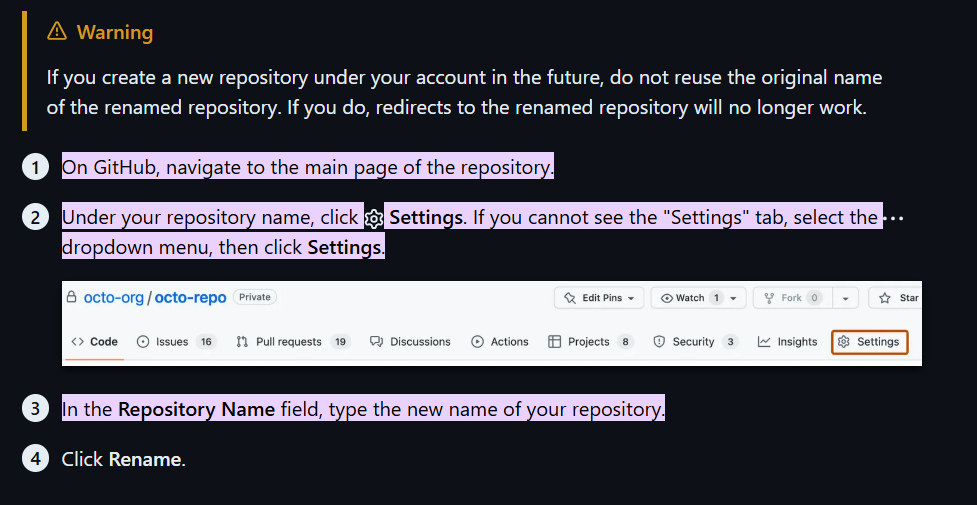 Warning
If you create a new repository under your account in the future, do not reuse the original name
of the renamed repository. If you do, redirects to the renamed repository will no longer work.
1 On GitHub, navigate to the main page of the repository.
2 Under your repository name, click Settings. If you cannot see the "Settings" tab, select the ...
dropdown menu, then click Settings.
octo-org / octo-repo Private Edit Pins Watch 1 Fork 0 Star
Code Issues 16 Pull requests 19 Discussions Actions Projects 8 Security 3 Insights Settings
3 In the Repository Name field, type the new name of your repository.
4 Click Rename.